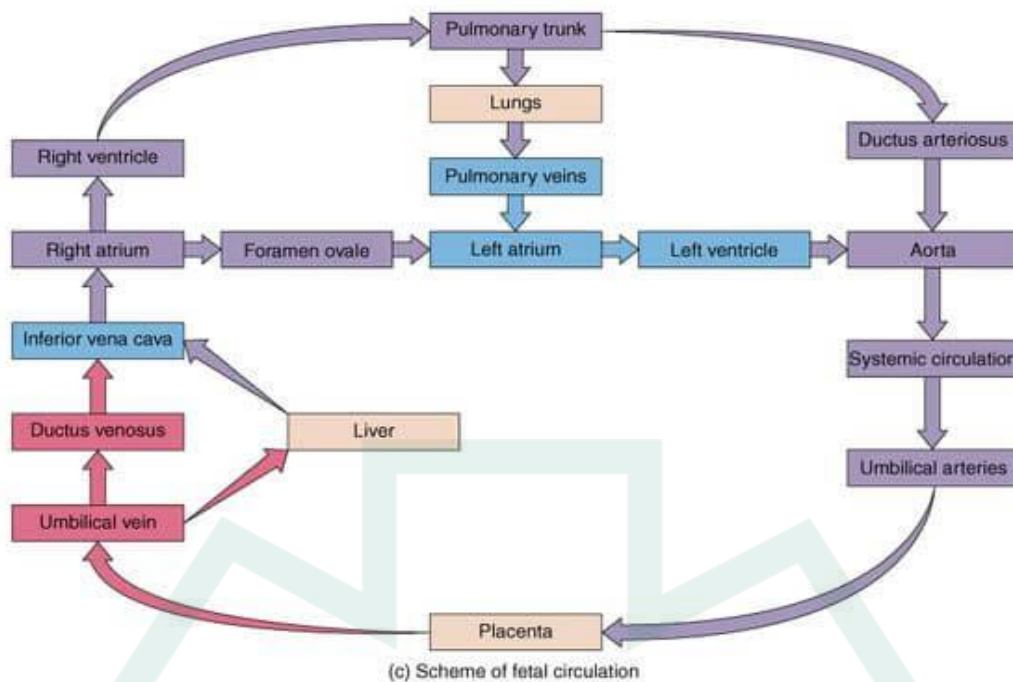 Pulmonary trunk
Lungs
Right ventricle
Ductus arteriosus
Pulmonary veins
Right atrium
Foramen ovale
Left atrium
Left ventricle
Aorta
Inferior vena cava
Systemic circulation
Ductus venosus
Liver
Umbilical arteries
Umbilical vein
Placenta
(c) Scheme of fetal circulation